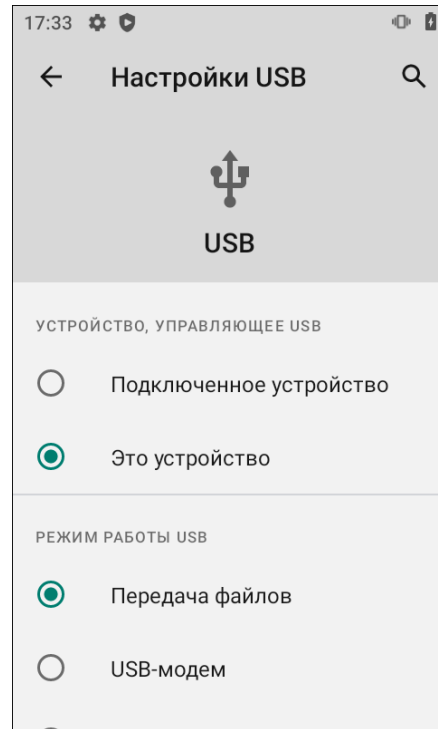 17:33
Настройки USB
USB
УСТРОЙСТВО, УПРАВЛЯЮЩЕЕ USB
Подключенное устройство
Это устройство
РЕЖИМ РАБОТЫ USB
Передача файлов
USB-модем